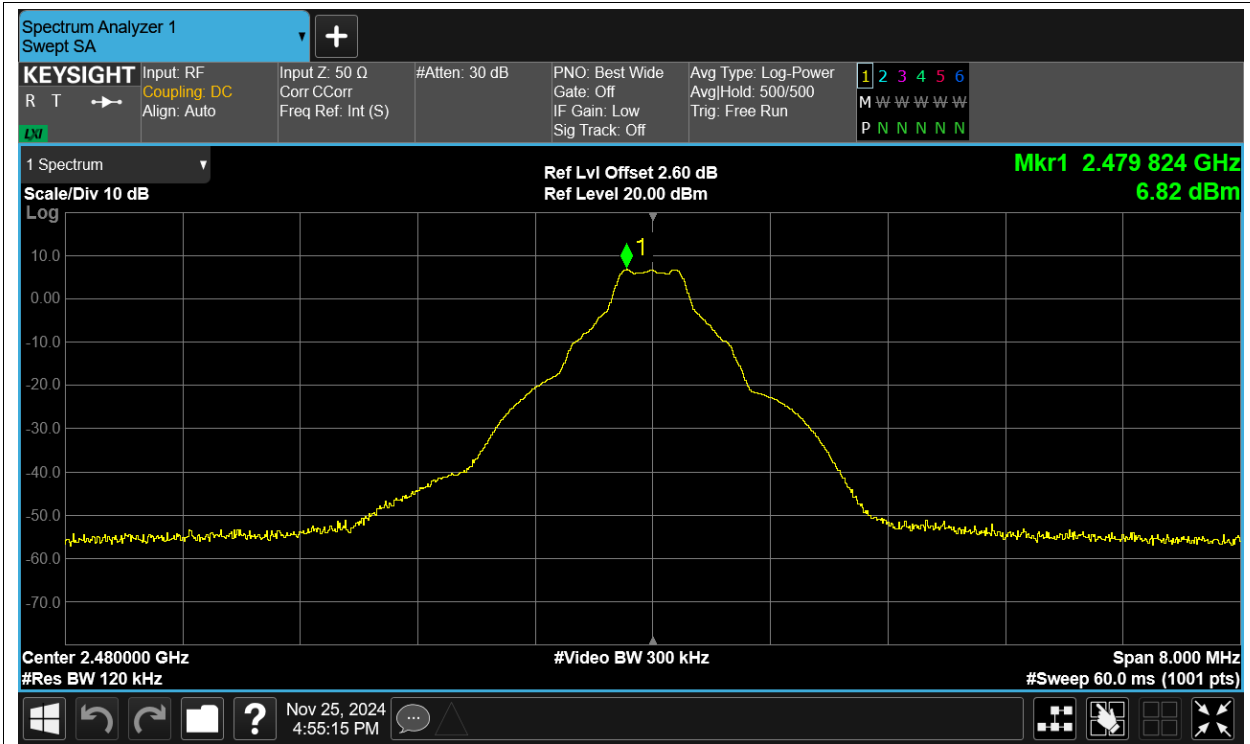 Spectrum Analyzer 1
Swept SA
KEYSIGHT
R T
LXI
Input: RF
Coupling: DC
Align: Auto
Input Z: 50 Ω
Corr CCorr
Freq Ref: Int (S)
#Atten: 30 dB
PNO: Best Wide
Gate: Off
IF Gain: Low
Sig Track: Off
Avg Type: Log-Power
Avg|Hold: 500/500
Trig: Free Run
1 2 3 4 5 6
M W W W W W
P N N N N N
1 Spectrum
Scale/Div 10 dB
Log
Ref Lvl Offset 2.60 dB
Ref Level 20.00 dBm
Mkr1 2.479 824 GHz
6.82 dBm
1
10.0
0.00
-10.0
-20.0
-30.0
-40.0
-50.0
-60.0
-70.0
Center 2.480000 GHz
#Res BW 120 kHz
#Video BW 300 kHz
Span 8.000 MHz
#Sweep 60.0 ms (1001 pts)
?
Nov 25, 2024
4:55:15 PM